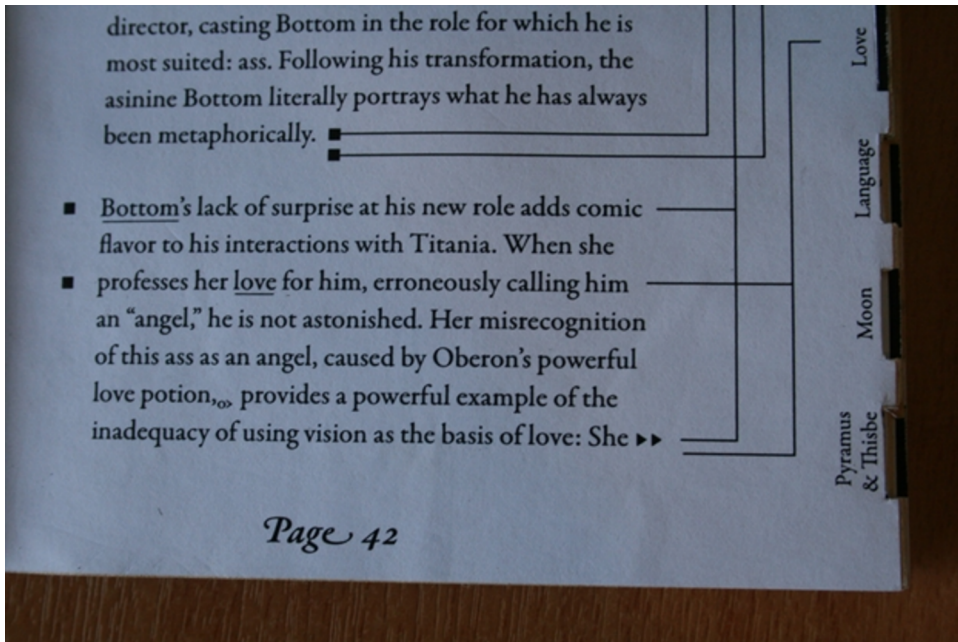 director, casting Bottom in the role for which he is
most suited: ass. Following his transformation, the
asinine Bottom literally portrays what he has always
been metaphorically. ■
■
■ Bottom's lack of surprise at his new role adds comic
flavor to his interactions with Titania. When she
■ professes her love for him, erroneously calling him
an “angel,” he is not astonished. Her misrecognition
of this ass as an angel, caused by Oberon's powerful
love potion, provides a powerful example of the
inadequacy of using vision as the basis of love: She ▸▸
Page 42
Love
Language
Moon
Pyramus
& Thisbe